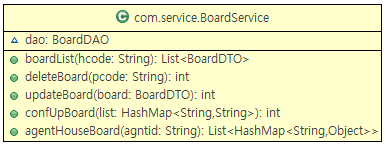 C com.service.BoardService
dao: BoardDAO
boardList(hcode: String): List<BoardDTO>
deleteBoard(pcode: String): int
updateBoard(board: BoardDTO): int
confUpBoard(list: HashMap<String,String>): int
agentHouseBoard(agntid: String): List<HashMap<String,Object>>